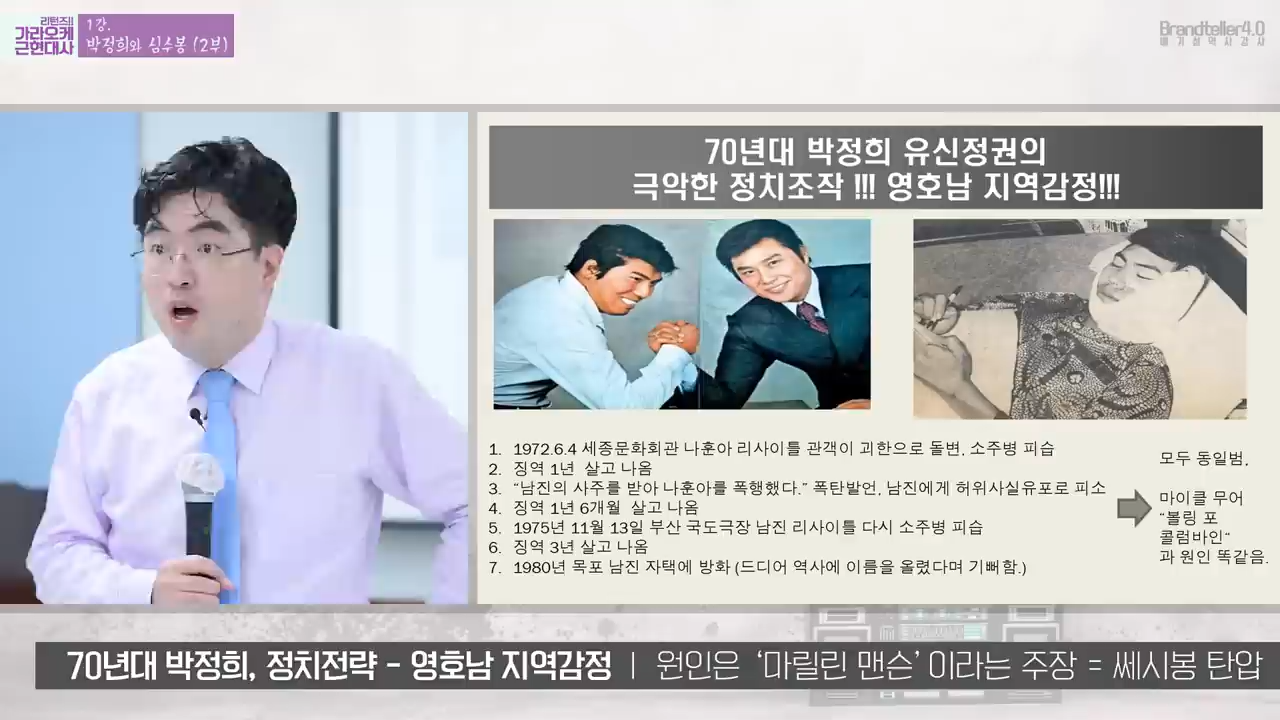 리턴즈!!
가라오케
근현대사
1강.
박정희와 심수봉 (2부)
Brandteller4.0
배기성역사강사
70년대 박정희 유신정권의
극악한 정치조작 !!! 영호남 지역감정!!!
1. 1972.6.4 세종문화회관 나훈아 리사이틀 관객이 괴한으로 돌변, 소주병 피습
2. 징역 1년 살고 나옴
3. “남진의 사주를 받아 나훈아를 폭행했다.” 폭탄발언, 남진에게 허위사실유포로 피소
4. 징역 1년 6개월 살고 나옴
5. 1975년 11월 13일 부산 국도극장 남진 리사이틀 다시 소주병 피습
6. 징역 3년 살고 나옴
7. 1980년 목포 남진 자택에 방화 (드디어 역사에 이름을 올렸다며 기뻐함.)
모두 동일범,
마이클 무어
“볼링 포
콜럼바인“
과 원인 똑같음.
70년대 박정희, 정치전략 - 영호남 지역감정 | 원인은 ‘마릴린 맨슨’ 이라는 주장 = 쎄시봉 탄압